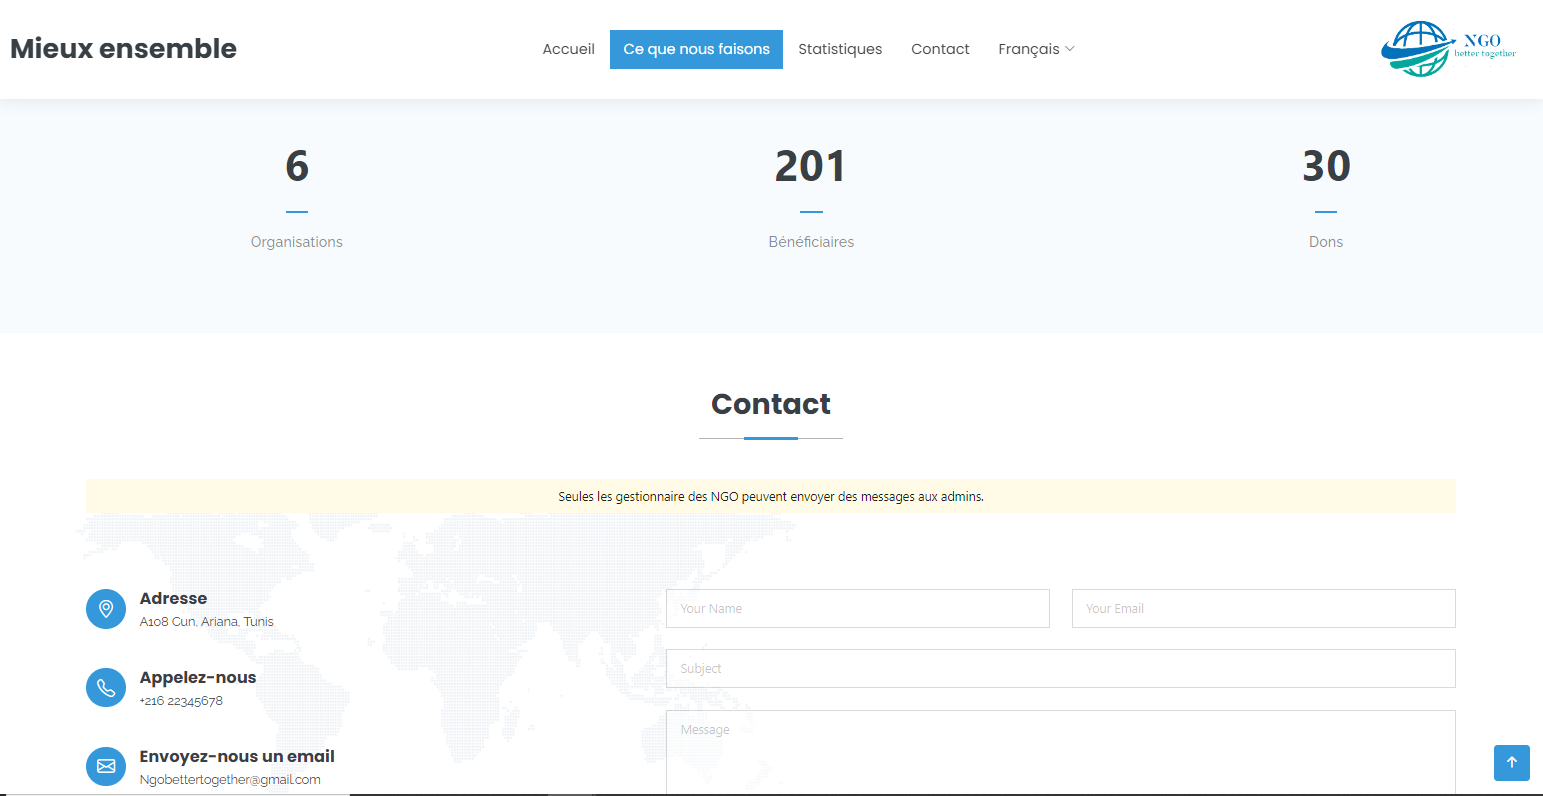 Mieux ensemble
Accueil
Ce que nous faisons
Statistiques
Contact
Français
NGO
better together
6
201
30
Organisations
Bénéficiaires
Dons
Contact
Seules les gestionnaire des NGO peuvent envoyer des messages aux admins.
Adresse
A108 Cun, Ariana, Tunis
Appelez-nous
+216 22345678
Envoyez-nous un email
Ngobettertogether@gmail.com
Your Name
Your Email
Subject
Message